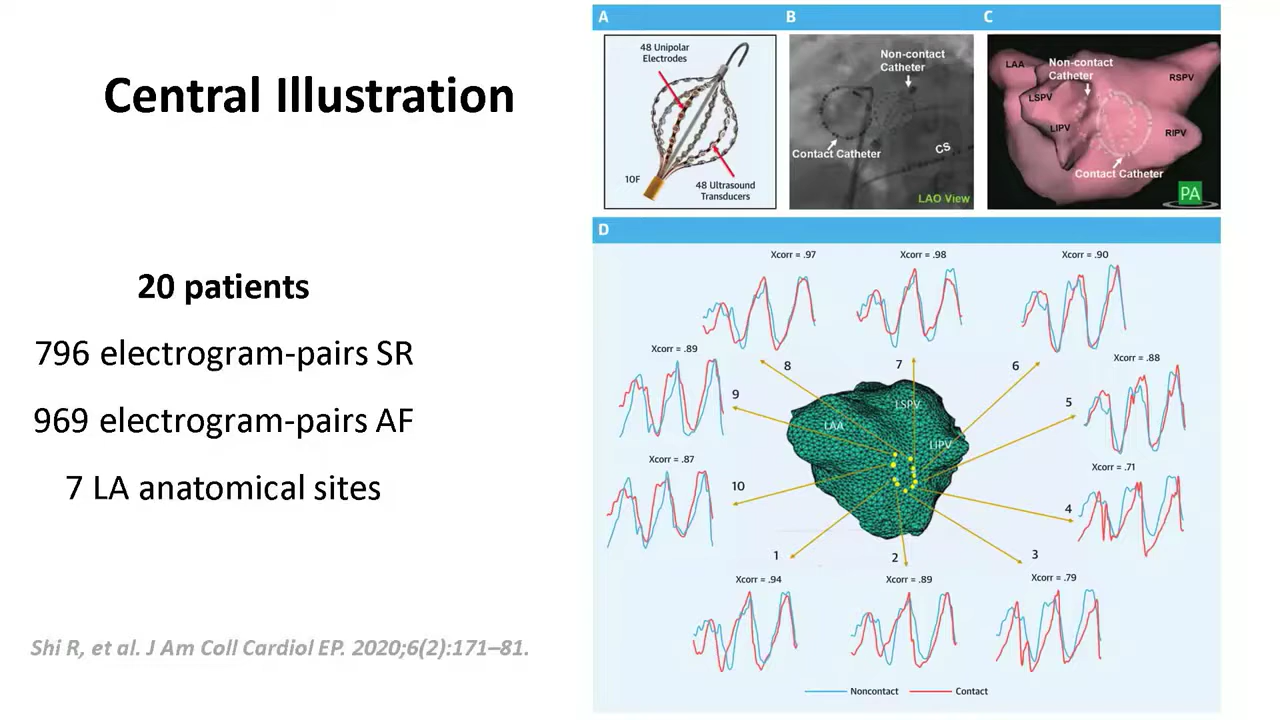 Central Illustration
20 patients
796 electrogram-pairs SR
969 electrogram-pairs AF
7 LA anatomical sites
Shi R, et al. J Am Coll Cardiol EP. 2020;6(2):171–81.
A
48 Unipolar
Electrodes
10F
48 Ultrasound
Transducers
B
Non-contact
Catheter
Contact Catheter
CS
LAO View
C
LAA
Non-contact
Catheter
RSPV
LSPV
LIPV
RIPV
Contact Catheter
PA
D
Xcorr = .97
Xcorr = .98
Xcorr = .90
Xcorr = .89
8
7
6
Xcorr = .88
9
5
LSPV
LAA
LIPV
Xcorr = .87
Xcorr = .71
10
4
1
2
3
Xcorr = .94
Xcorr = .89
Xcorr = .79
Noncontact
Contact